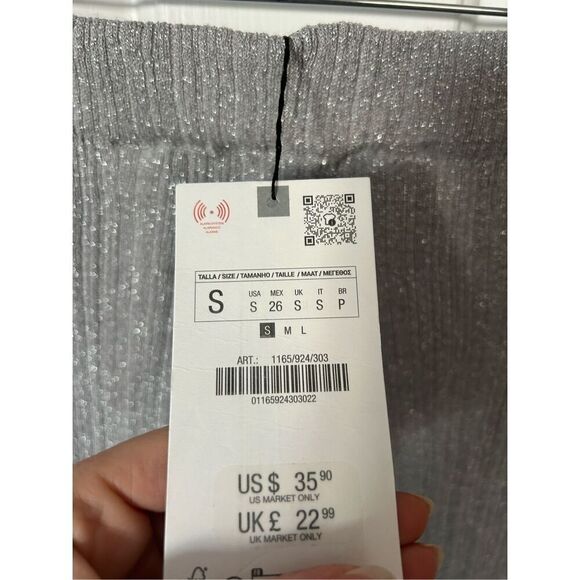 TALLA / SIZE / TAMANHO / TAILLE / MAAT / ΜΕΓΕΘΟΣ
S
USA MEX UK IT BR
S 26 S S P
S M L
ART.: 1165/924/303
01165924303022
US $ 35 90
US MARKET ONLY
UK £ 22 99
UK MARKET ONLY